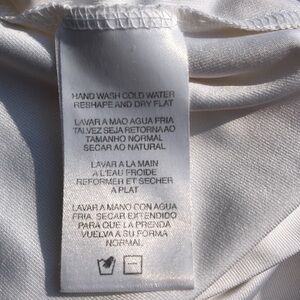 HAND WASH COLD WATER
RESHAPE AND DRY FLAT
LAVAR A MAO AGUA FRIA
TALVEZ SEJA RETORNA AO
TAMANHO NORMAL
SECAR AO NATURAL
LAVAR A LA MAIN
A L'EAU FROIDE
REFORMER ET SECHER
A PLAT
LAVAR A MANO CON AGUA
FRIA. SECAR EXTENDIDO
PARA QUE LA PRENDA
VUELVA A SU FORMA
NORMAL